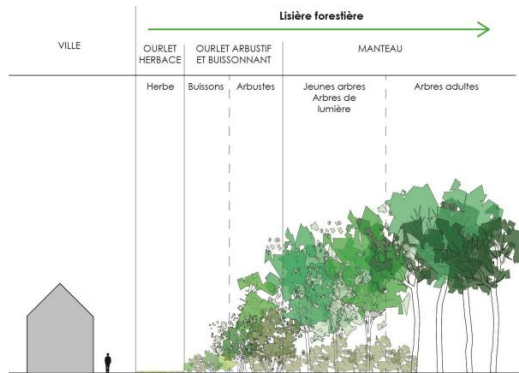 Lisière forestière
VILLE
OURLET
HERBACE
OURLET ARBUSTIF
ET BUISSONNANT
MANTEAU
Herbe
Buissons
Arbustes
Jeunes arbres
Arbres de
lumière
Arbres adultes